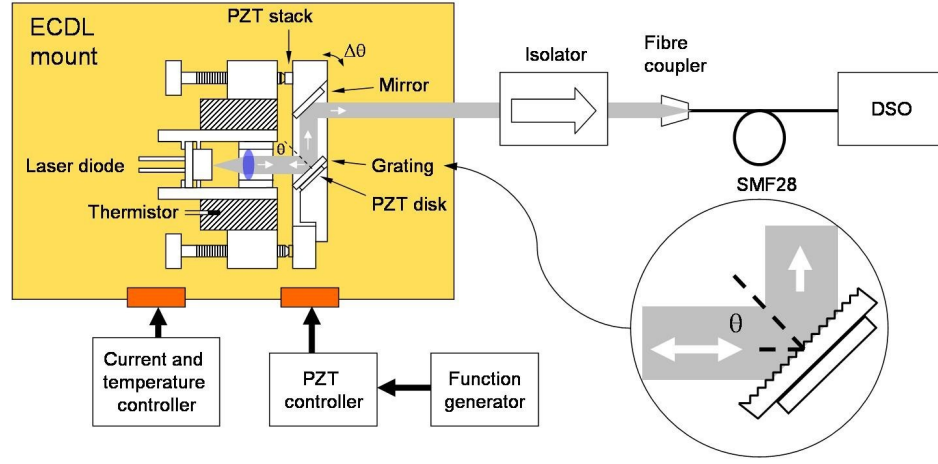 ECDL
mount
PZT stack
Δθ
Mirror
θ
Laser diode
Grating
PZT disk
Thermistor
Isolator
Fibre
coupler
DSO
SMF28
θ
Current and
temperature
controller
PZT
controller
Function
generator